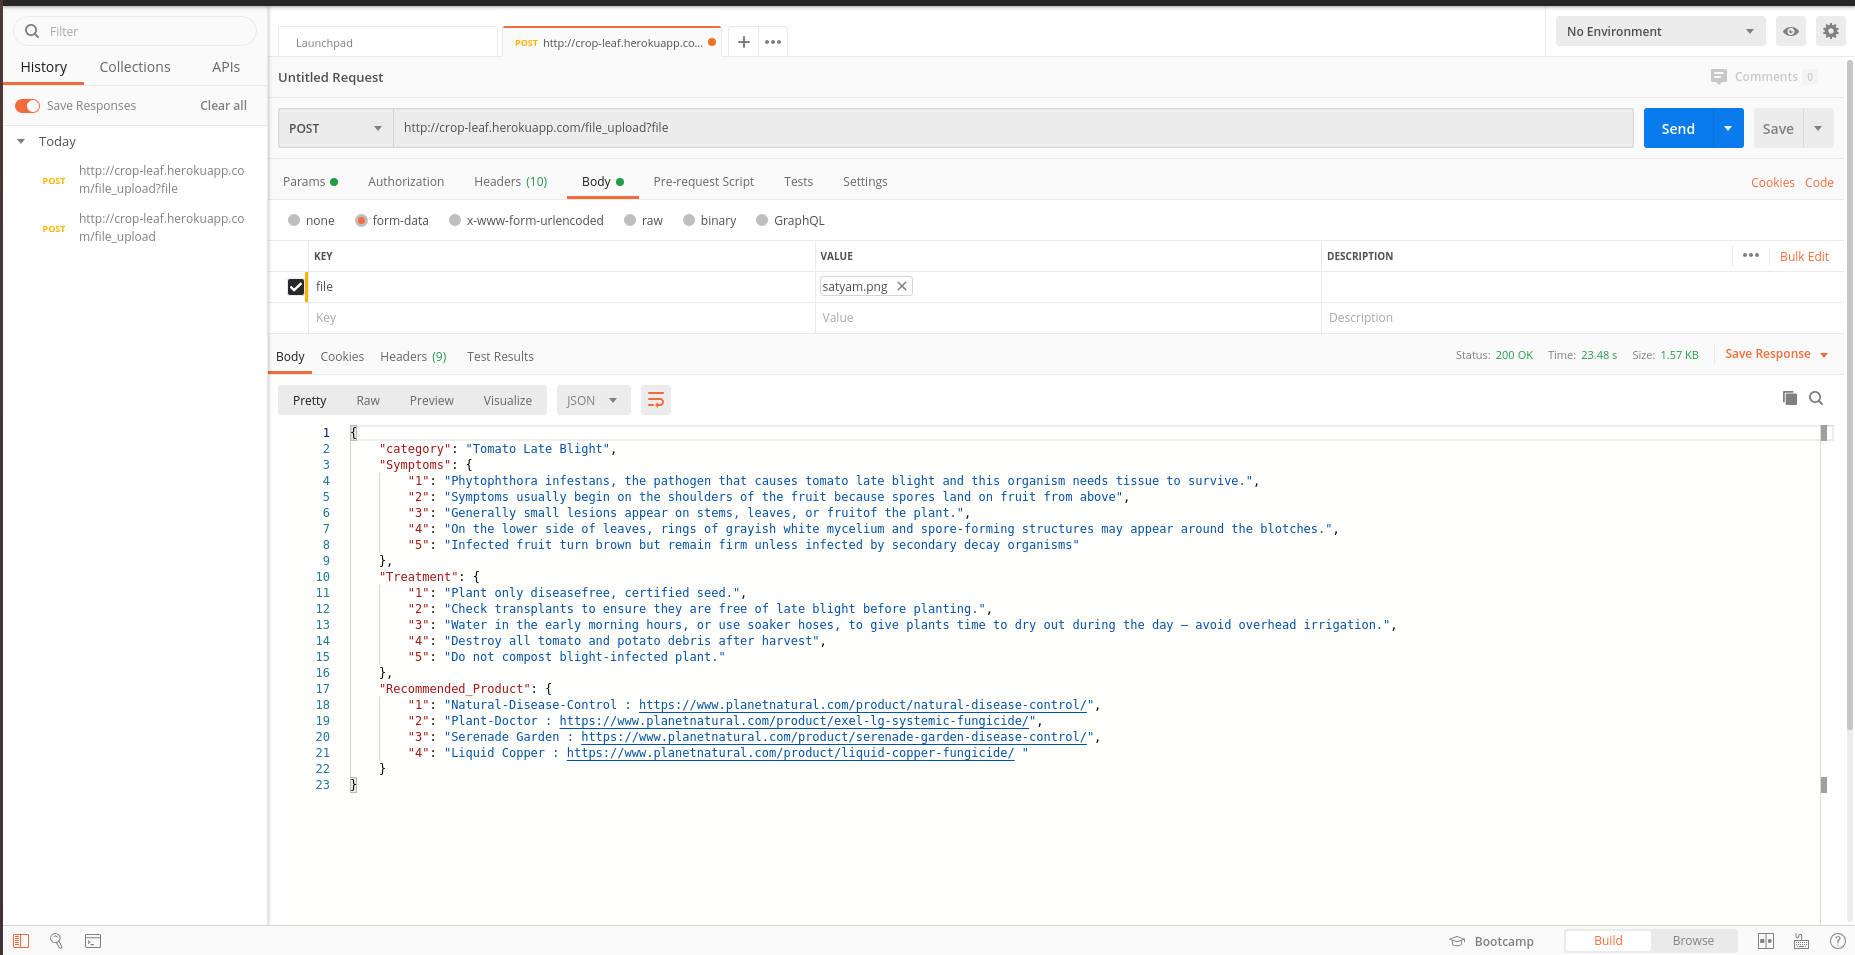 Filter
History Collections APIs
Save Responses Clear all
Today
POST http://crop-leaf.herokuapp.co
m/file_upload?file
POST http://crop-leaf.herokuapp.co
m/file_upload
Launchpad
POST http://crop-leaf.herokuapp.co...
No Environment
Untitled Request
Comments 0
POST http://crop-leaf.herokuapp.com/file_upload?file Send Save
Params Authorization Headers (10) Body Pre-request Script Tests Settings Cookies Code
none form-data x-www-form-urlencoded raw binary GraphQL
KEY VALUE DESCRIPTION Bulk Edit
file satyam.png
Key Value Description
Body Cookies Headers (9) Test Results Status: 200 OK Time: 23.48 s Size: 1.57 KB Save Response
Pretty Raw Preview Visualize JSON
1 {
2 "category": "Tomato Late Blight",
3 "Symptoms": {
4 "1": "Phytophthora infestans, the pathogen that causes tomato late blight and this organism needs tissue to survive.",
5 "2": "Symptoms usually begin on the shoulders of the fruit because spores land on fruit from above",
6 "3": "Generally small lesions appear on stems, leaves, or fruitof the plant.",
7 "4": "On the lower side of leaves, rings of grayish white mycelium and spore-forming structures may appear around the blotches.",
8 "5": "Infected fruit turn brown but remain firm unless infected by secondary decay organisms"
9 },
10 "Treatment": {
11 "1": "Plant only diseasefree, certified seed.",
12 "2": "Check transplants to ensure they are free of late blight before planting.",
13 "3": "Water in the early morning hours, or use soaker hoses, to give plants time to dry out during the day – avoid overhead irrigation.",
14 "4": "Destroy all tomato and potato debris after harvest",
15 "5": "Do not compost blight-infected plant."
16 },
17 "Recommended_Product": {
18 "1": "Natural-Disease-Control : https://www.planetnatural.com/product/natural-disease-control/",
19 "2": "Plant-Doctor : https://www.planetnatural.com/product/exel-lg-systemic-fungicide/",
20 "3": "Serenade Garden : https://www.planetnatural.com/product/serenade-garden-disease-control/",
21 "4": "Liquid Copper : https://www.planetnatural.com/product/liquid-copper-fungicide/ "
22 }
23 }
Bootcamp Build Browse